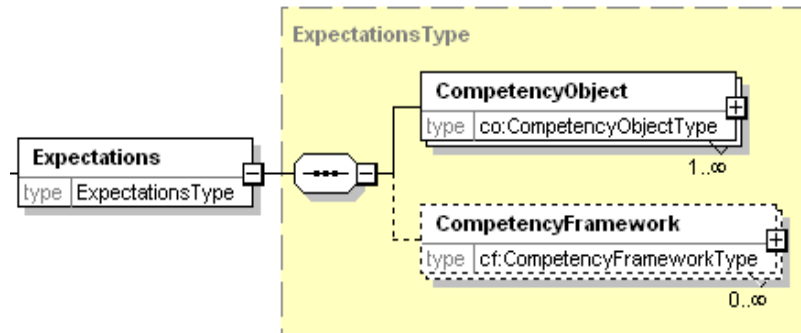 ExpectationsType
CompetencyObject
type co:CompetencyObjectType
1..∞
Expectations
type ExpectationsType
CompetencyFramework
type cf:CompetencyFrameworkType
0..∞